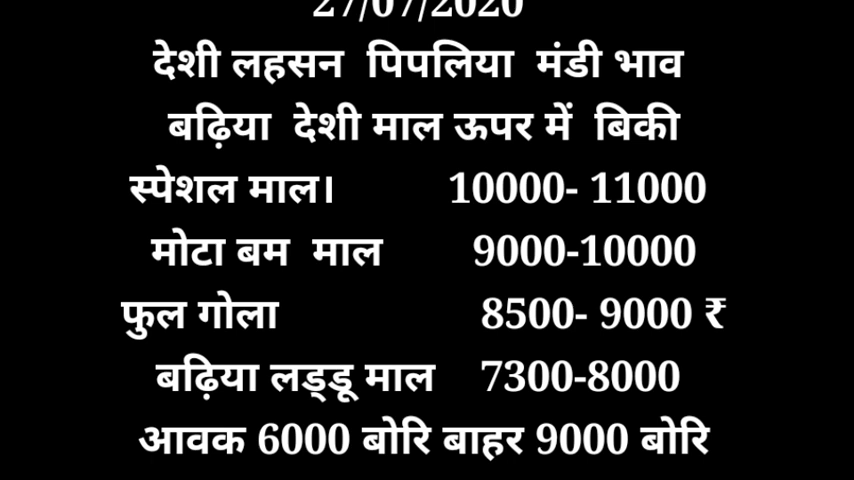 27/07/2020
देशी लहसन पिपलिया मंडी भाव
बढ़िया देशी माल ऊपर में बिकी
स्पेशल माल। 10000- 11000
मोटा बम माल 9000-10000
फुल गोला 8500- 9000 ₹
बढ़िया लड्डू माल 7300-8000
आवक 6000 बोरि बाहर 9000 बोरि